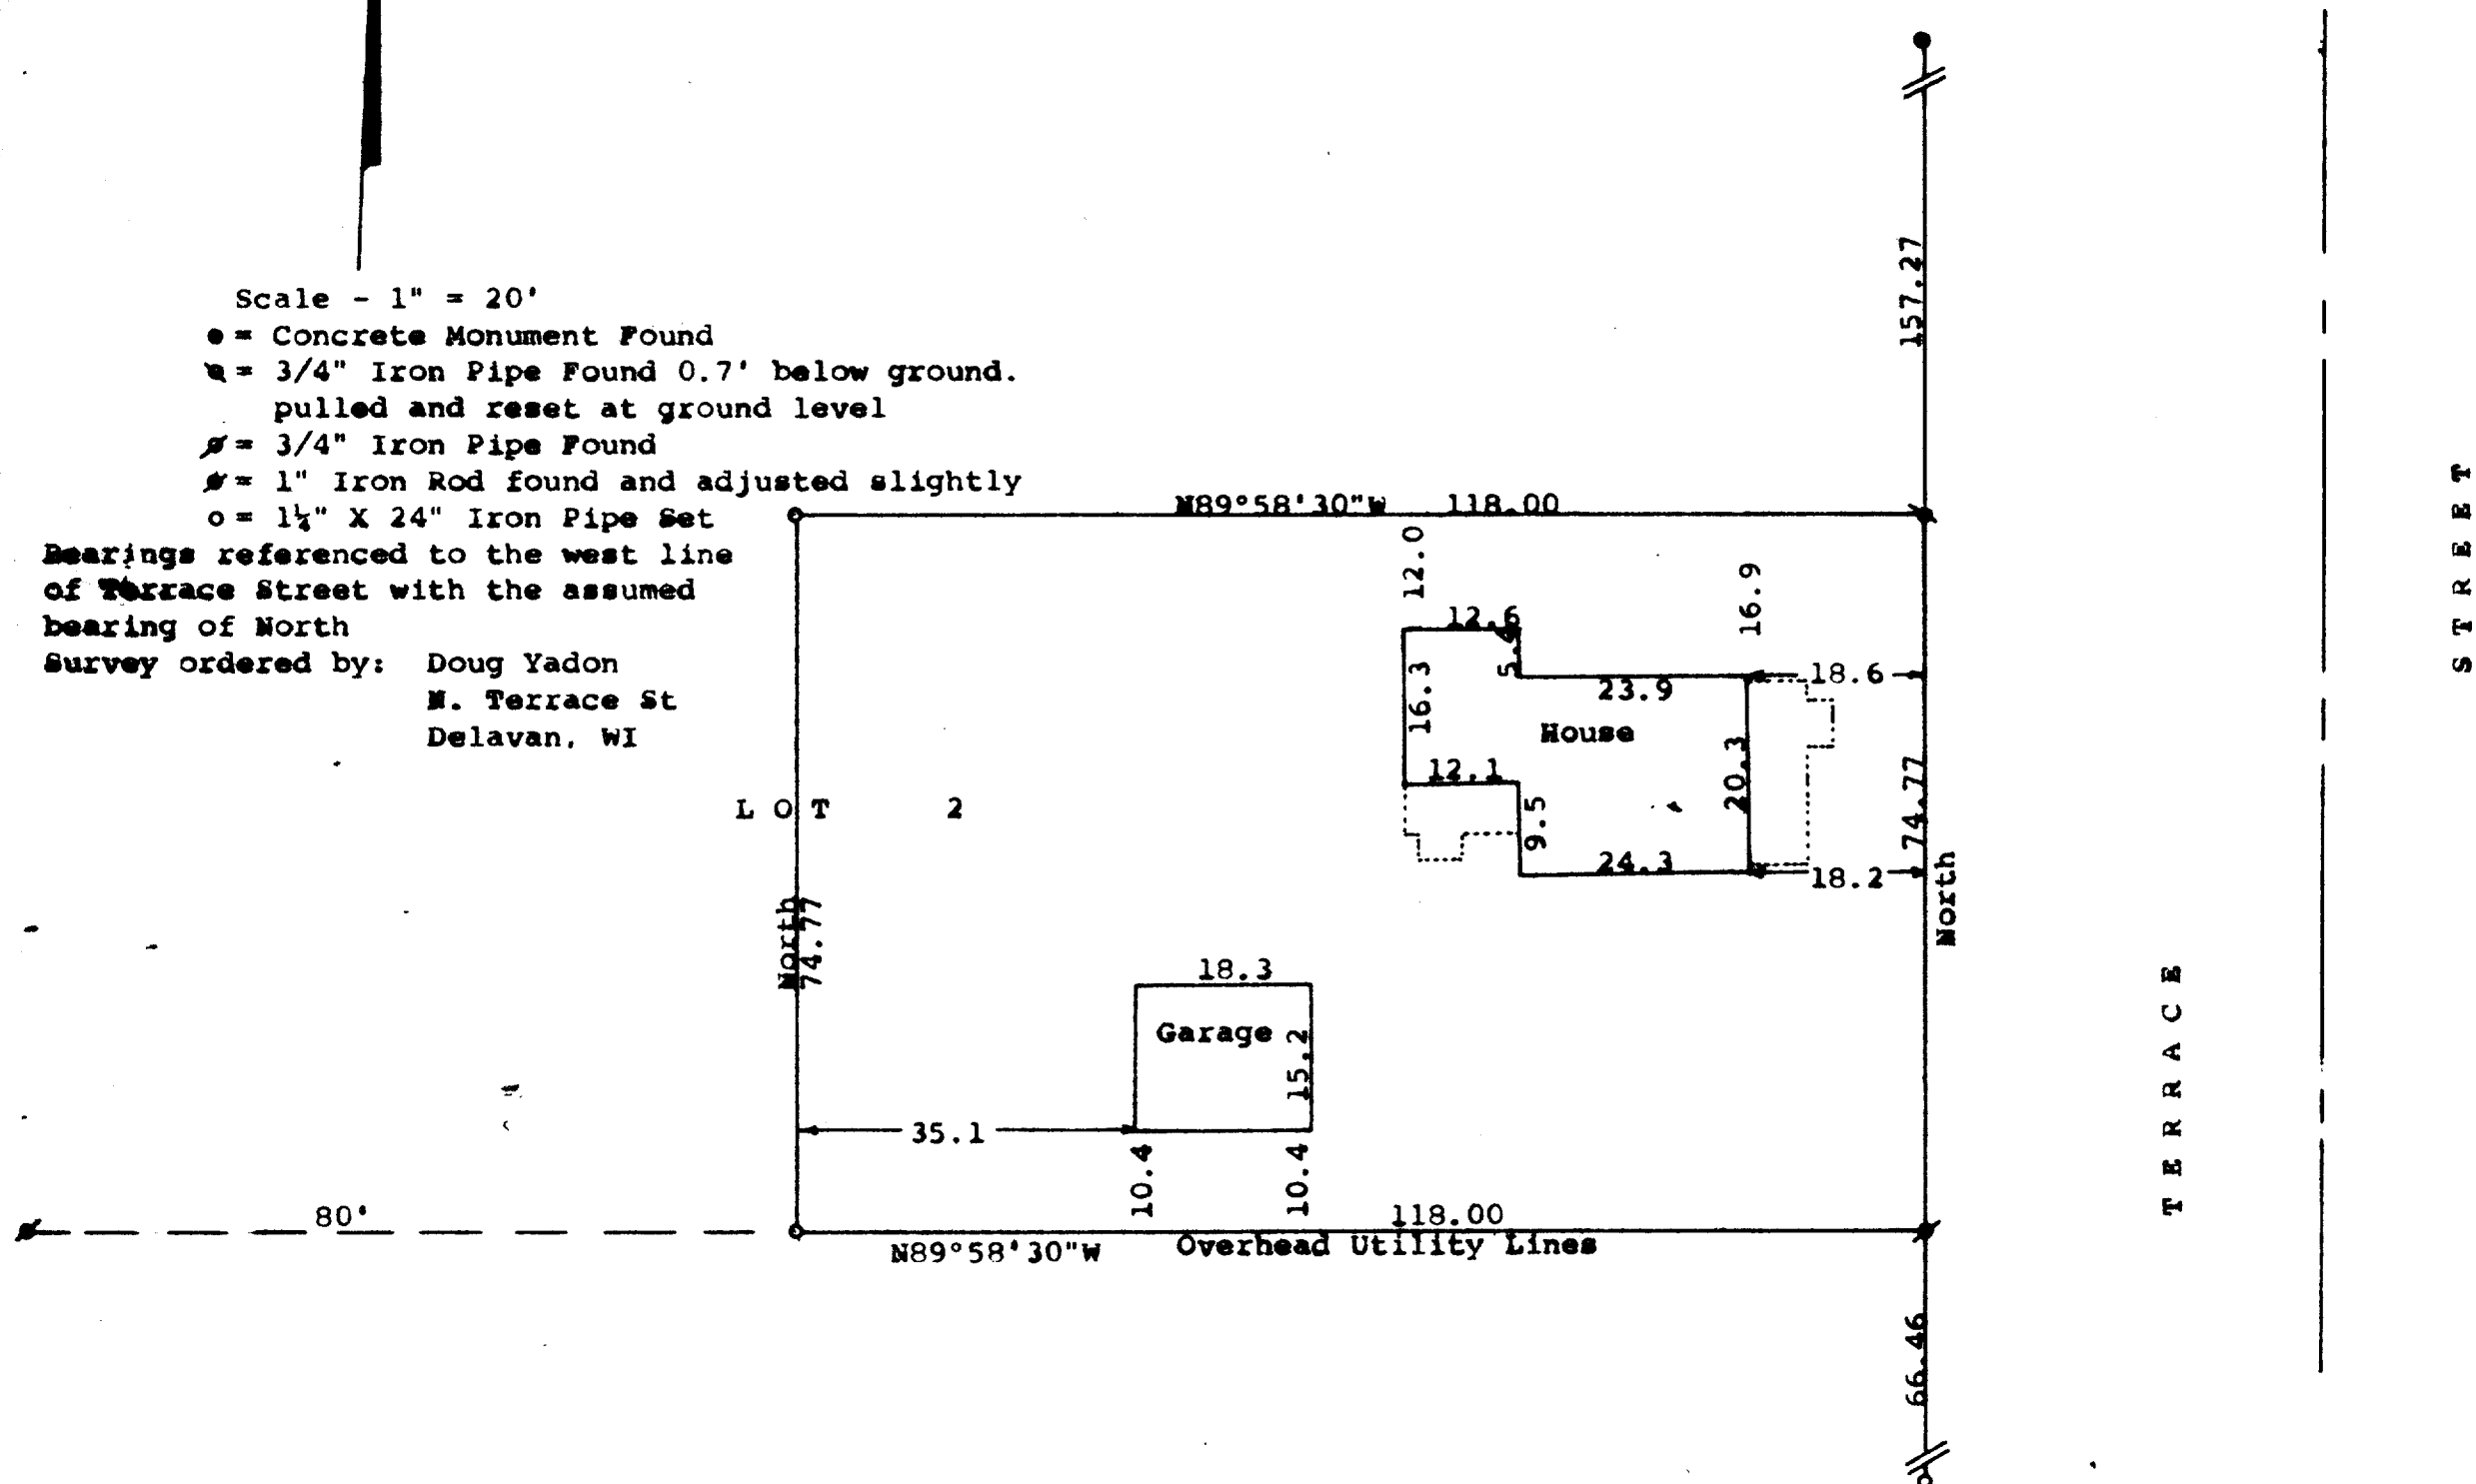 Scale - 1" = 20'
● = Concrete Monument Found
= 3/4" Iron Pipe Found 0.7' below ground.
pulled and reset at ground level
= 3/4" Iron Pipe Found
= 1" Iron Rod found and adjusted slightly
o = 1¼" X 24" Iron Pipe Set
Bearings referenced to the west line
of Terrace Street with the assumed
bearing of North
Survey ordered by: Doug Yadon
N. Terrace St
Delavan, WI
157.27
N89°58'30"W 118.00
12.0
16.9
12.6
18.6
16.3
23.9
House
12.1
20.3
9.5
24.3
18.2
74.77
North
LOT 2
North
74.77
18.3
Garage
15.2
35.1
10.4
10.4
80'
118.00
N89°58'30"W Overhead Utility Lines
66.46
TERRACE
STREET